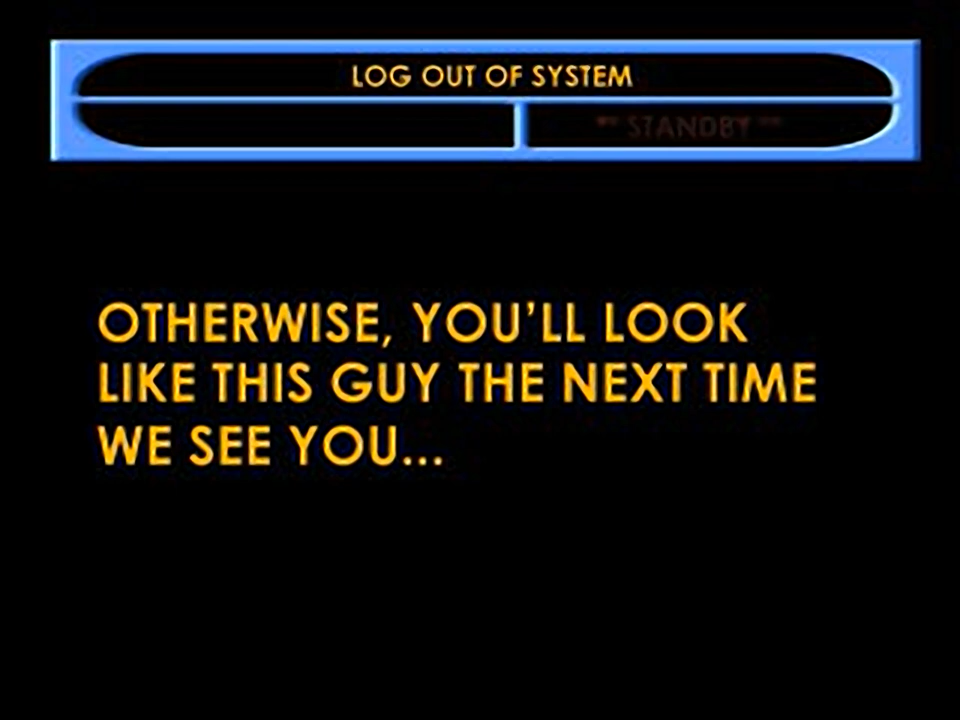 LOG OUT OF SYSTEM
** STANDBY **
OTHERWISE, YOU'LL LOOK
LIKE THIS GUY THE NEXT TIME
WE SEE YOU...